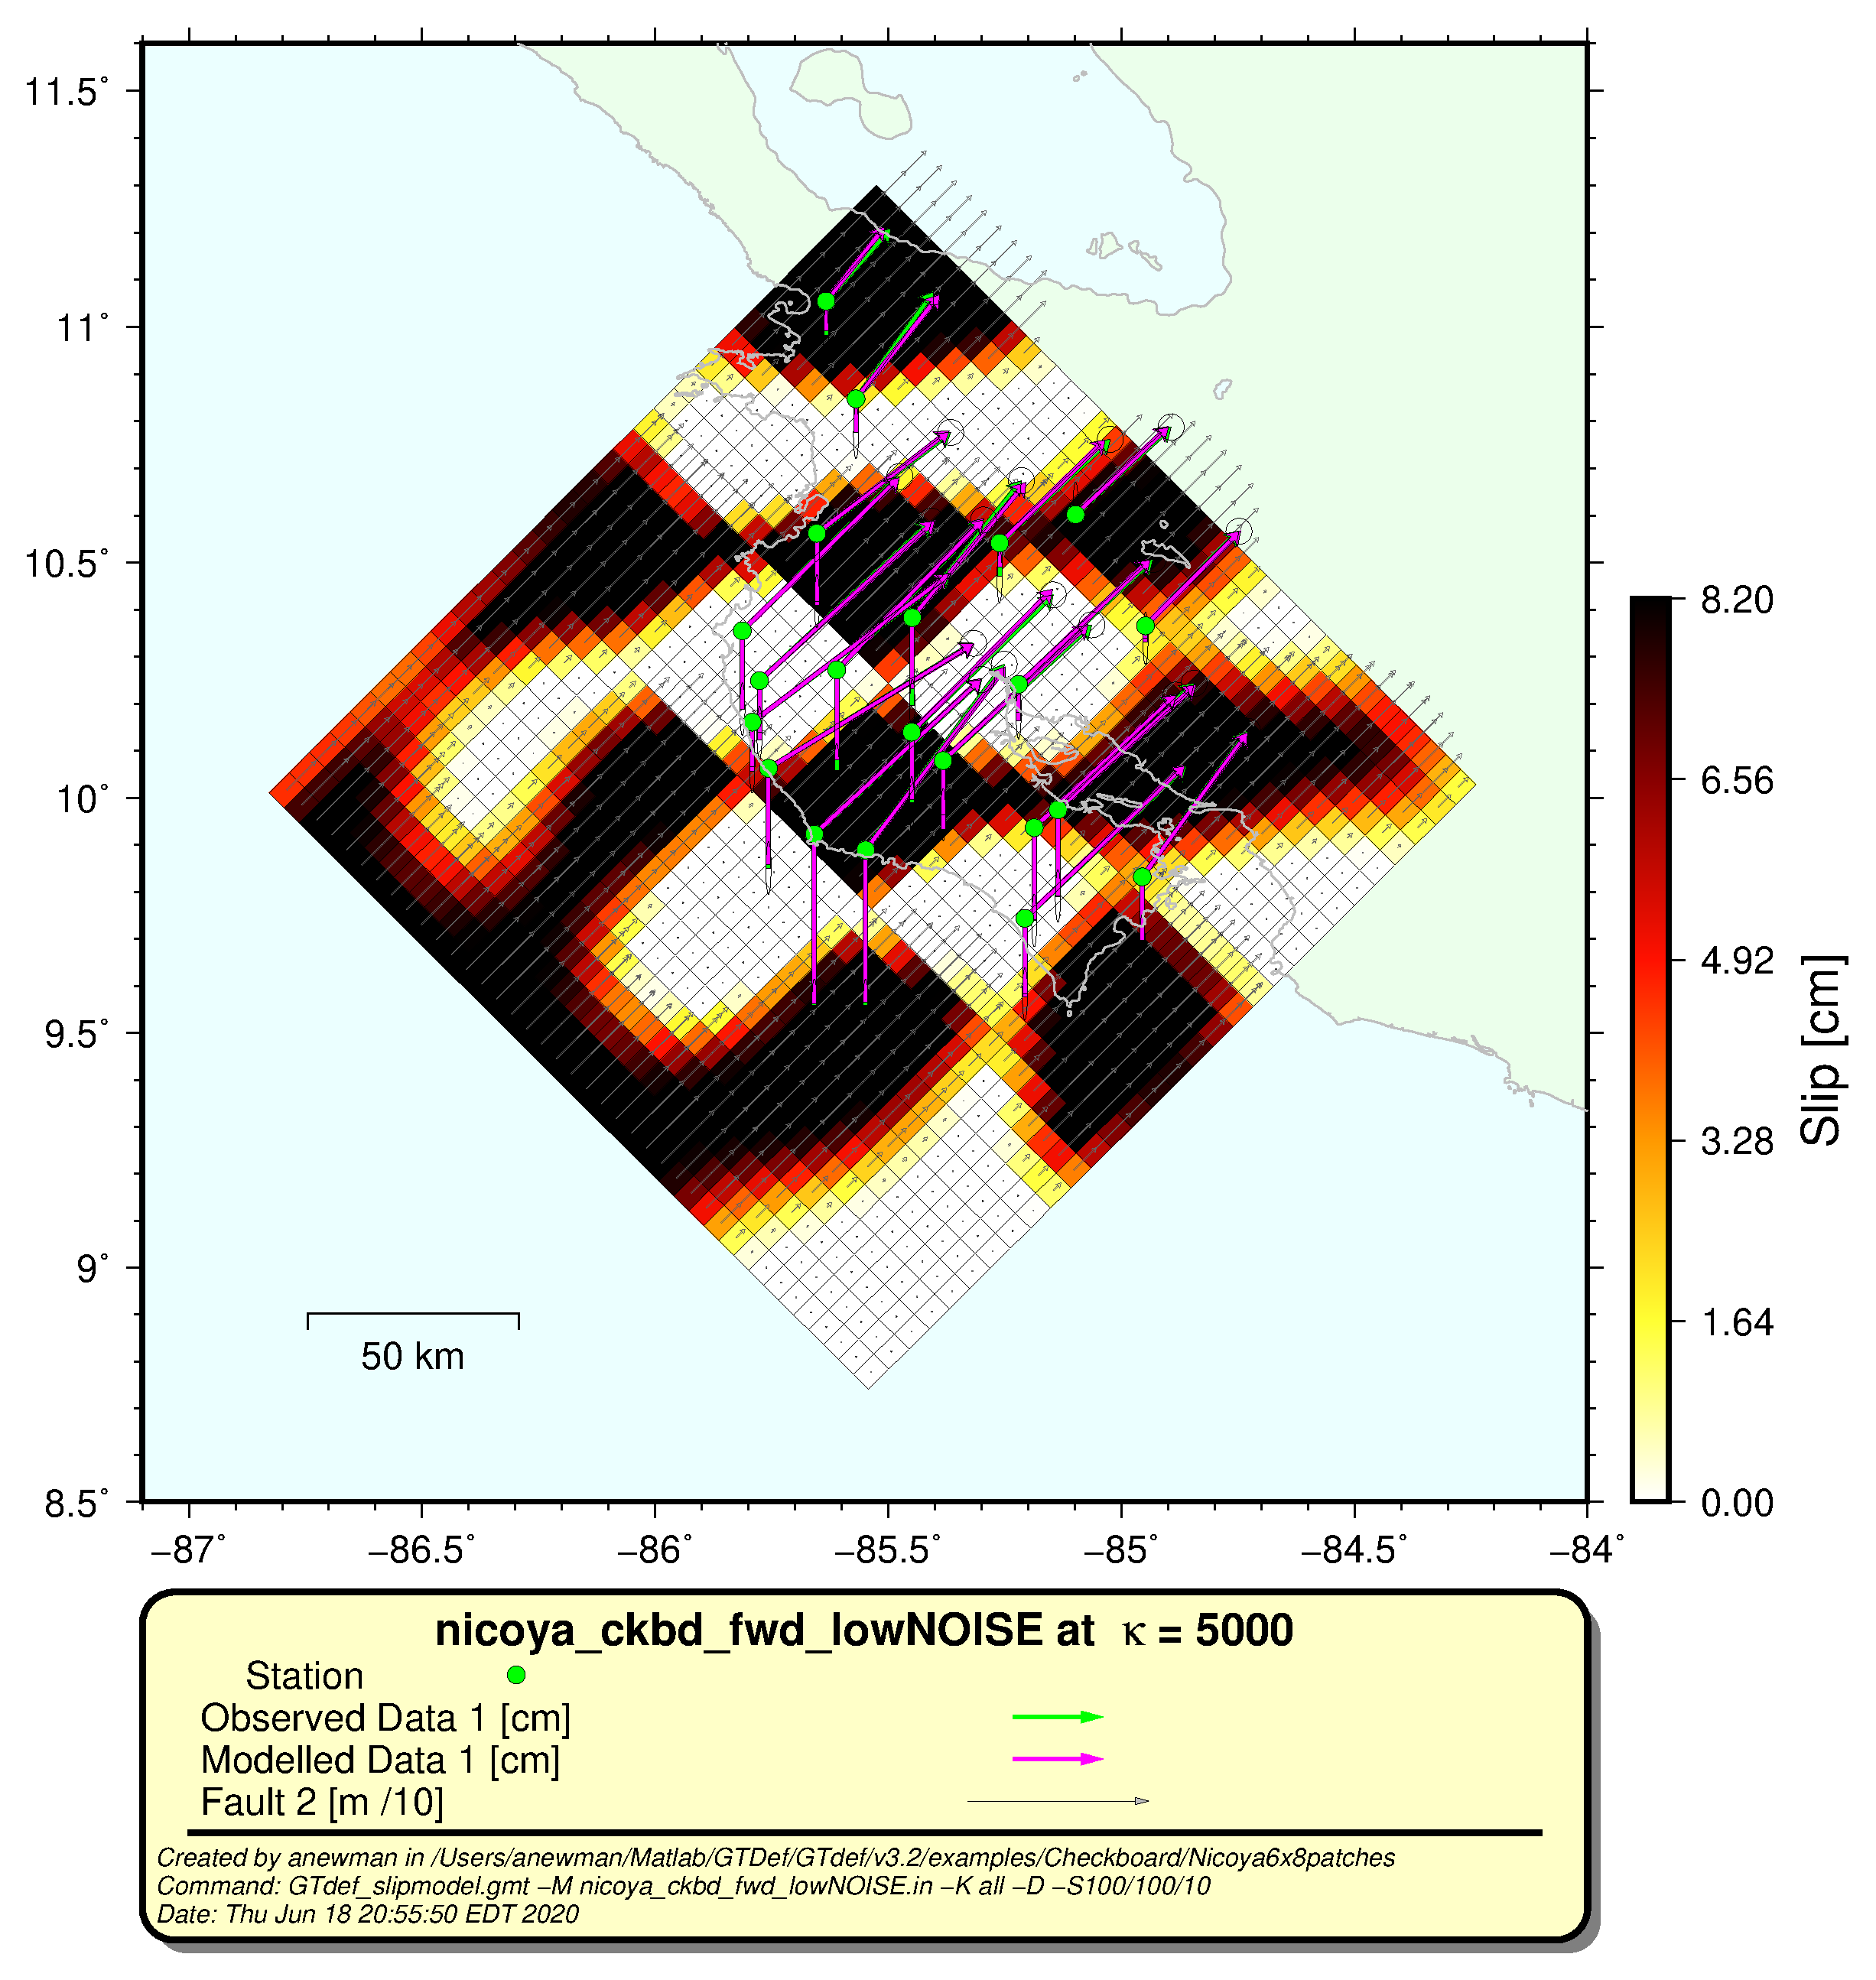 11.5°
11°
10.5°
10°
9.5°
9°
8.5°
−87°
−86.5°
−86°
−85.5°
−85°
−84.5°
−84°
50 km
8.20
6.56
4.92
3.28
1.64
0.00
Slip [cm]
nicoya_ckbd_fwd_lowNOISE at κ = 5000
Station
Observed Data 1 [cm]
Modelled Data 1 [cm]
Fault 2 [m /10]
Created by anewman in /Users/anewman/Matlab/GTDef/GTdef/v3.2/examples/Checkboard/Nicoya6x8patches
Command: GTdef_slipmodel.gmt −M nicoya_ckbd_fwd_lowNOISE.in −K all −D −S100/100/10
Date: Thu Jun 18 20:55:50 EDT 2020